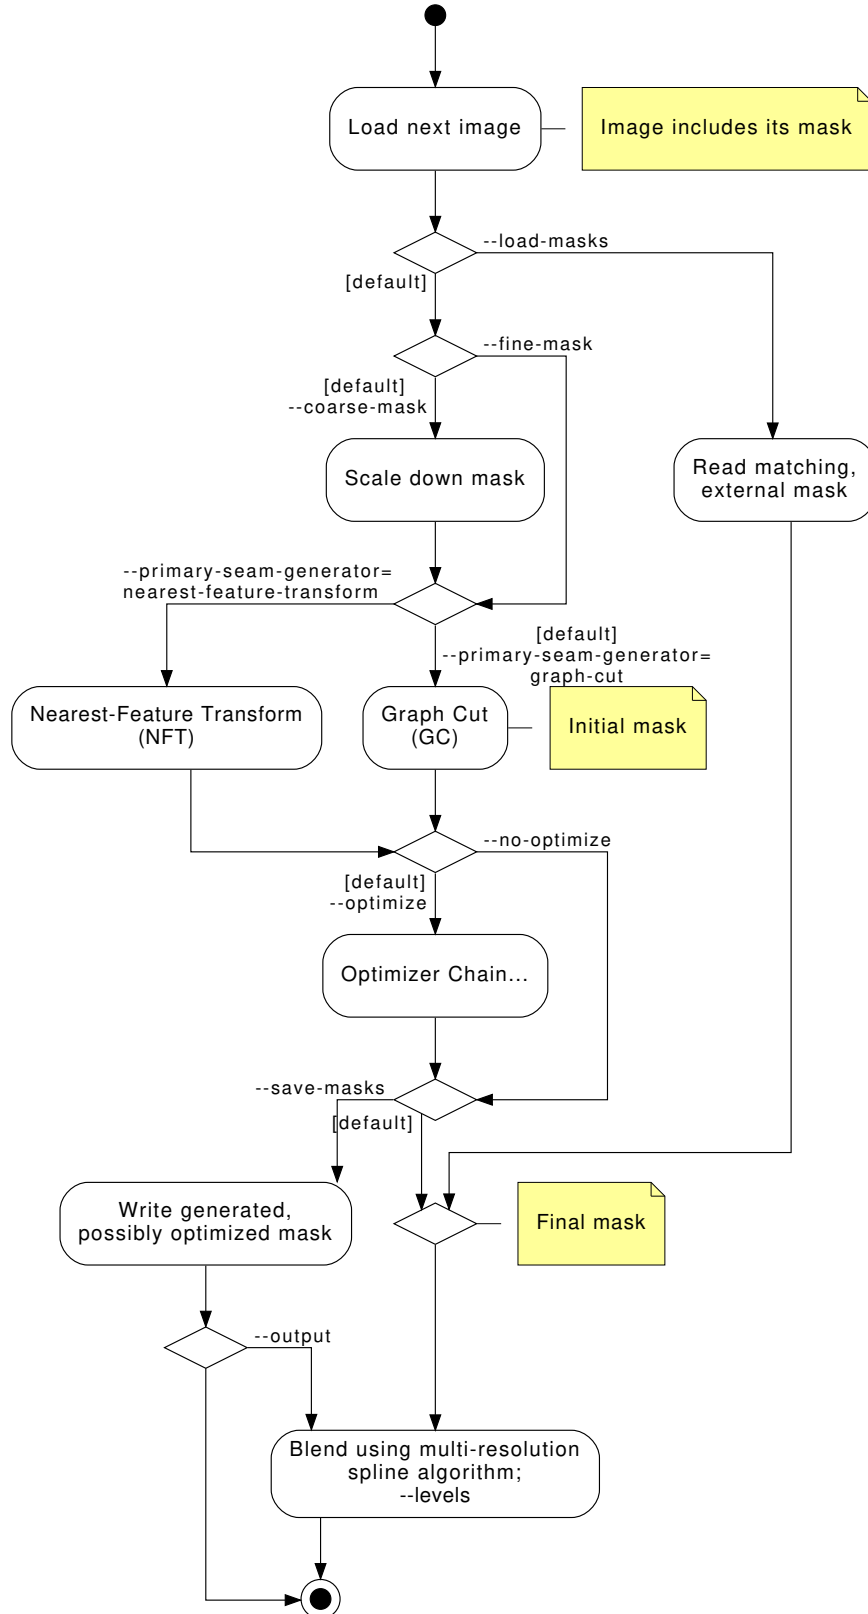 Load next image
Image includes its mask
--load-masks
[default]
--fine-mask
[default]
--coarse-mask
Scale down mask
Read matching,
external mask
--primary-seam-generator=
nearest-feature-transform
[default]
--primary-seam-generator=
graph-cut
Nearest-Feature Transform
(NFT)
Graph Cut
(GC)
Initial mask
--no-optimize
[default]
--optimize
Optimizer Chain...
--save-masks
[default]
Write generated,
possibly optimized mask
Final mask
--output
Blend using multi-resolution
spline algorithm;
--levels